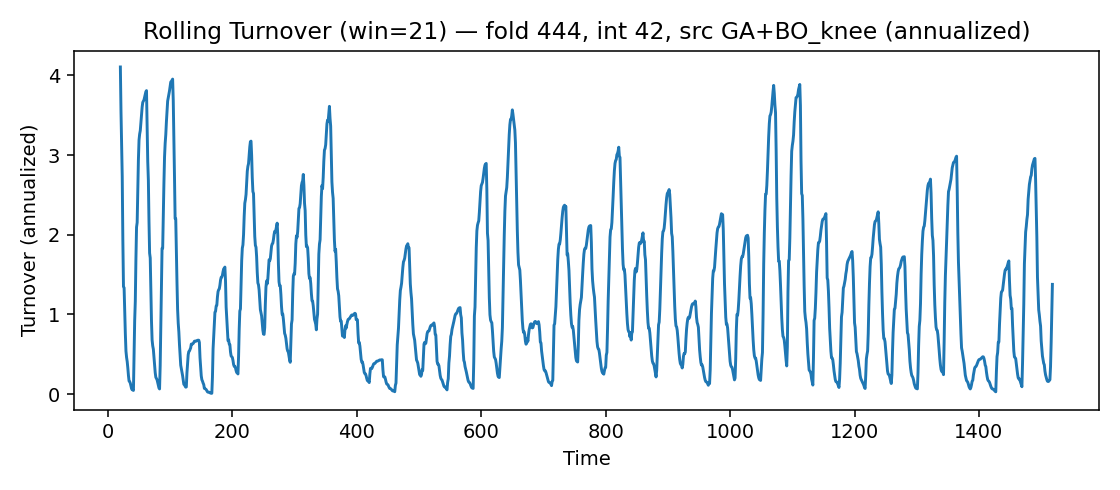 Rolling Turnover (win=21) — fold 444, int 42, src GA+BO_knee (annualized)
Turnover (annualized)
4
3
2
1
0
0 200 400 600 800 1000 1200 1400
Time